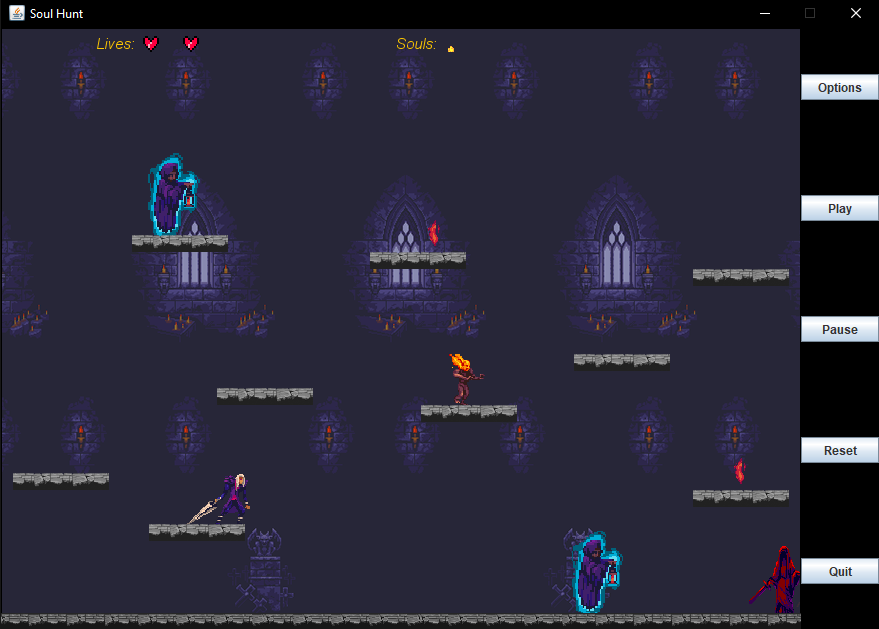 Soul Hunt
Lives:
Souls:
Options
Play
Pause
Reset
Quit